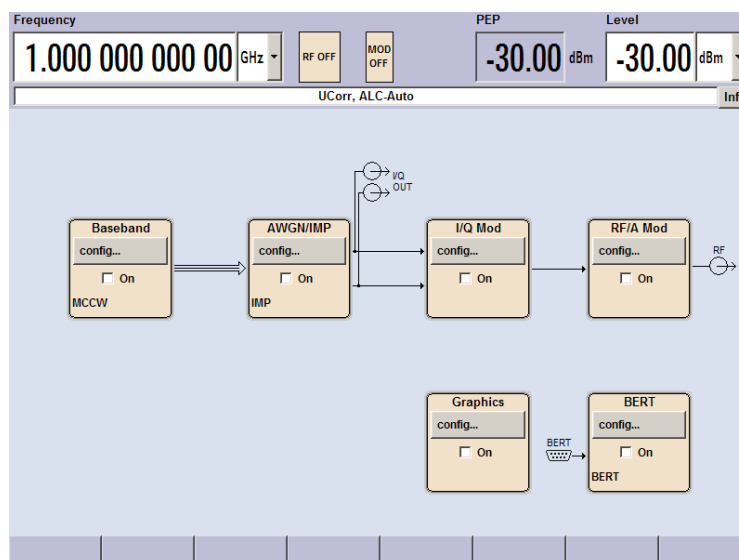 Frequency PEP Level
1.000 000 000 00 GHz RF OFF MOD OFF -30.00 dBm -30.00 dBm
UCorr, ALC-Auto Inf
I/Q OUT
Baseband AWGN/IMP I/Q Mod RF/A Mod
config... config... config... config... RF
On On On On
MCCW IMP
Graphics BERT
config... config...
BERT
On On
BERT